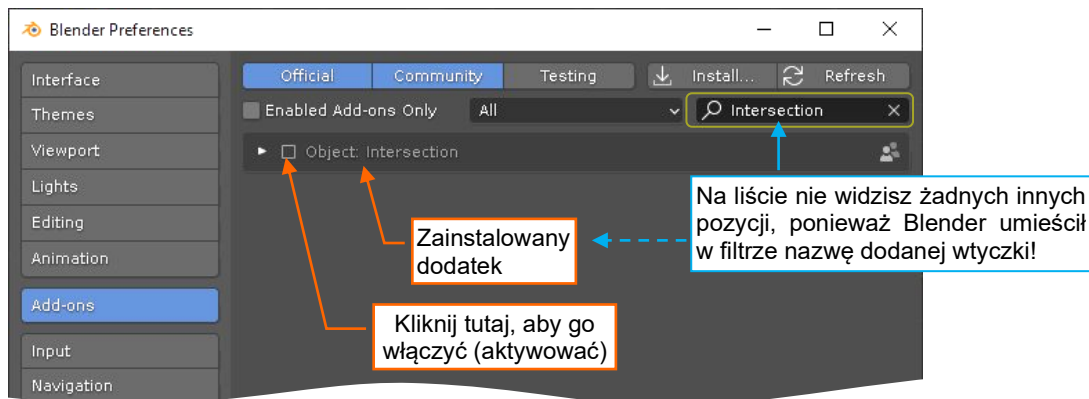 Blender Preferences
Interface
Themes
Viewport
Lights
Editing
Animation
Add-ons
Input
Navigation
Official Community Testing Install... Refresh
Enabled Add-ons Only All Intersection
Object: Intersection
Na liście nie widzisz żadnych innych
pozycji, ponieważ Blender umieścił
w filtrze nazwę dodanej wtyczki!
Zainstalowany
dodatek
Kliknij tutaj, aby go
włączyć (aktywować)